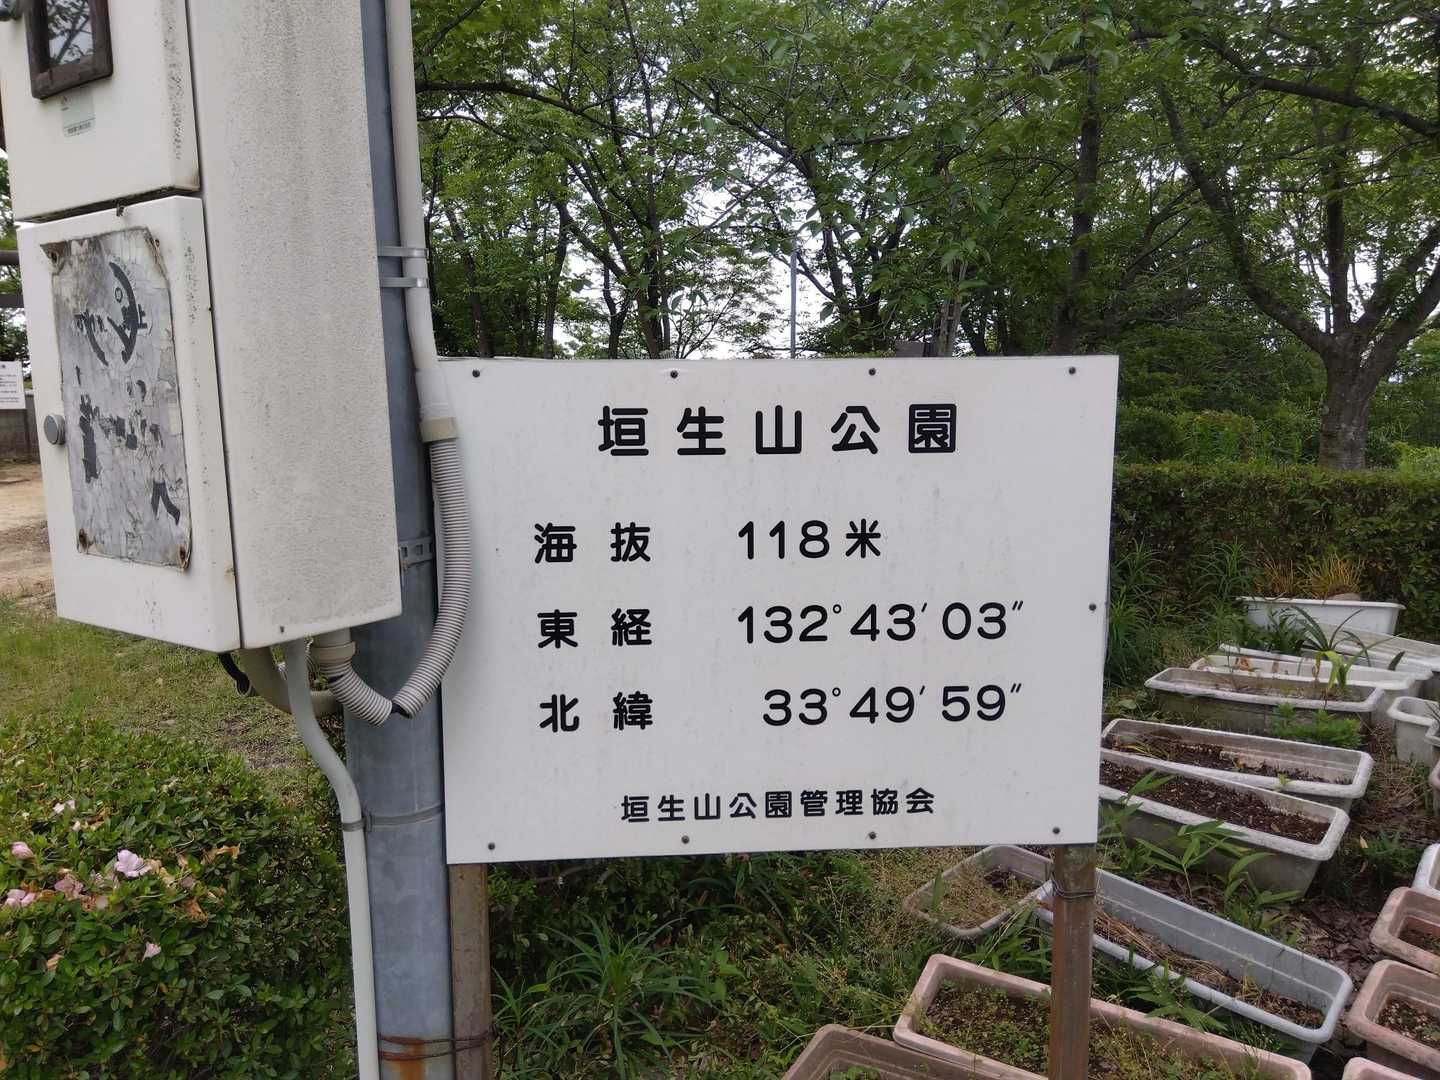 垣生山公園
海抜 118米
東経 132°43′03″
北緯 33°49′59″
垣生山公園管理協会